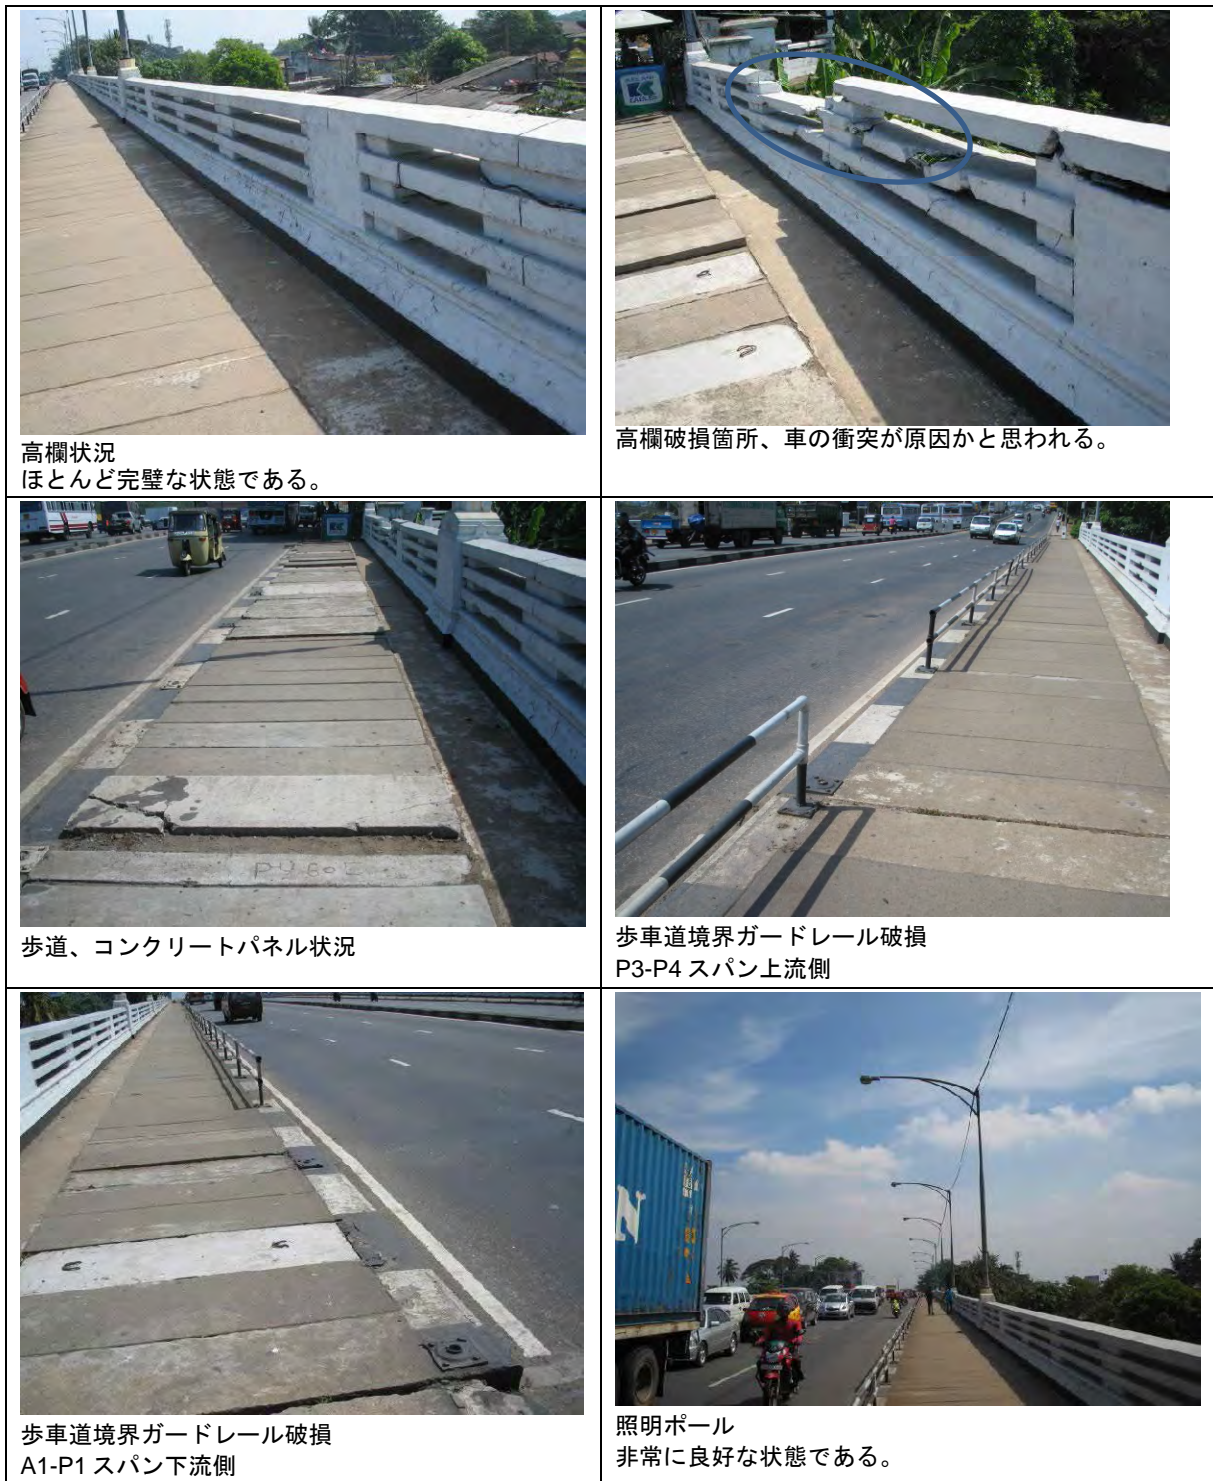 高欄状況
ほとんど完璧な状態である。
高欄破損箇所、車の衝突が原因かと思われる。
PUBUDU
歩道、コンクリートパネル状況
歩車道境界ガードレール破損
P3-P4 スパン上流側
歩車道境界ガードレール破損
A1-P1 スパン下流側
N
照明ポール
非常に良好な状態である。